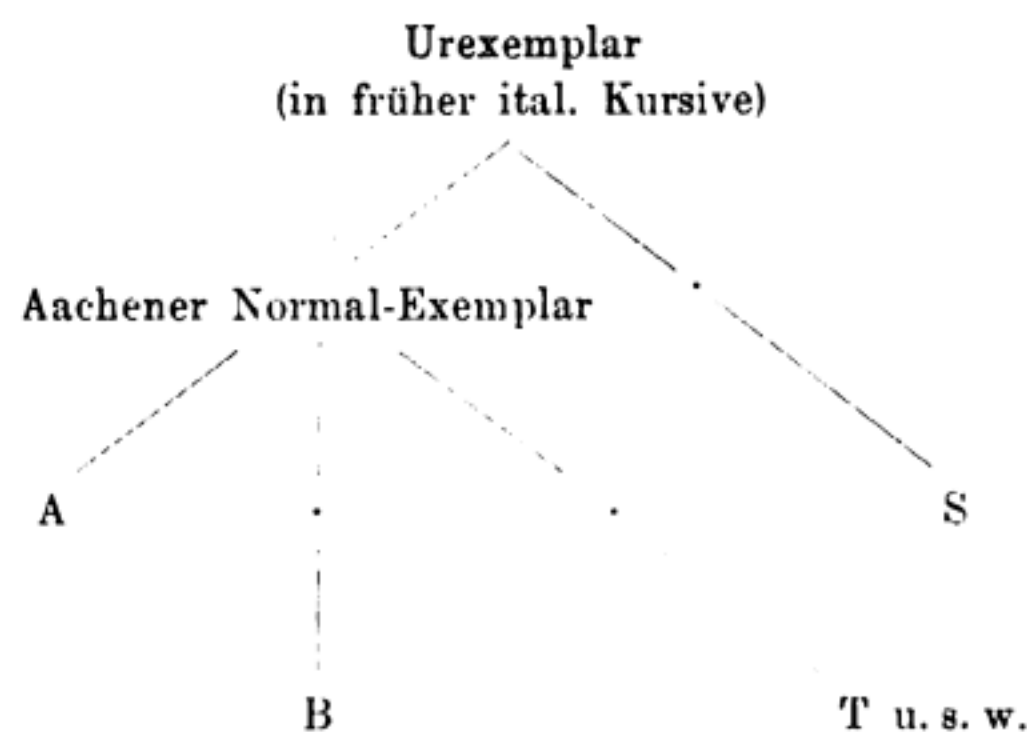 Urexemplar
(in früher ital. Kursive)
Aachener Normal-Exemplar
A
S
B
T u. s. w.